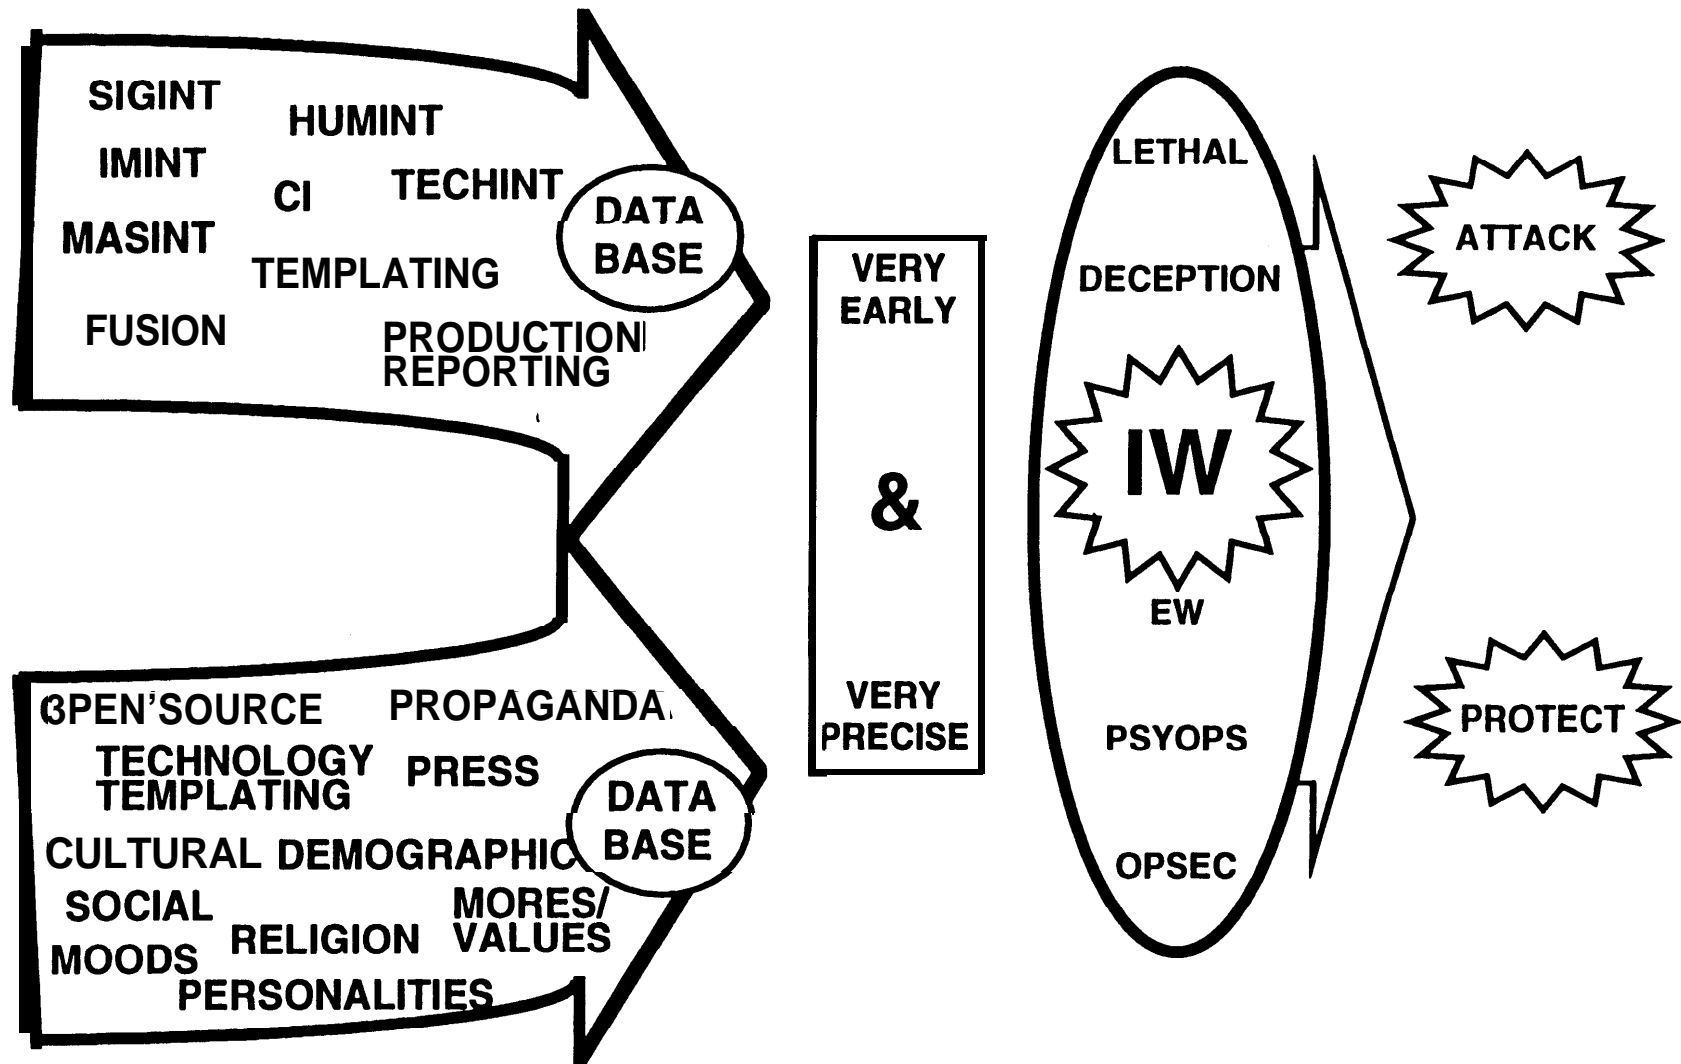 SIGINT
HUMINT
IMINT
CI
TECHINT
MASINT
TEMPLATING
FUSION
PRODUCTION
REPORTING
DATA
BASE
OPEN'SOURCE
PROPAGANDA
TECHNOLOGY
TEMPLATING
PRESS
CULTURAL
DEMOGRAPHIC
SOCIAL
MORES/
VALUES
RELIGION
MOODS
PERSONALITIES
DATA
BASE
VERY
EARLY
&
VERY
PRECISE
LETHAL
DECEPTION
IW
EW
PSYOPS
OPSEC
ATTACK
PROTECT